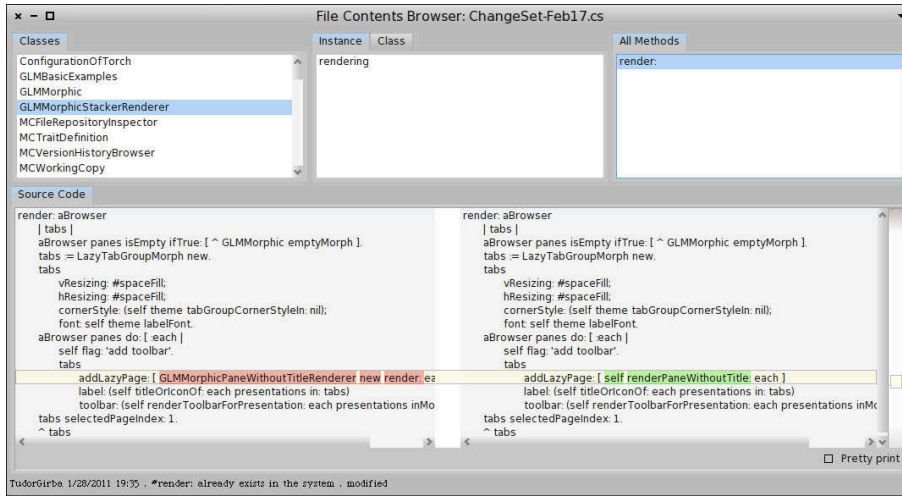 File Contents Browser: ChangeSet-Feb17.cs
Classes
ConfigurationOfTorch
GLMBasicExamples
GLMMorphic
GLMMorphicStackerRenderer
MCFileRepositoryInspector
MCTraitDefinition
MCVersionHistoryBrowser
MCWorkingCopy
Instance Class
rendering
All Methods
render:
Source Code
render: aBrowser
| tabs |
aBrowser panes isEmpty ifTrue: [ ^ GLMMorphic emptyMorph ].
tabs := LazyTabGroupMorph new.
tabs
vResizing: #spaceFill;
hResizing: #spaceFill;
cornerStyle: (self theme tabGroupCornerStyleIn: nil);
font: self theme labelFont.
aBrowser panes do: [ :each |
self flag: 'add toolbar'.
tabs
addLazyPage: [ GLMMorphicPaneWithoutTitleRenderer new render: ea
label: (self titleOrIconOf: each presentations in: tabs)
toolbar: (self renderToolbarForPresentation: each presentations inMo
tabs selectedPageIndex: 1.
^ tabs
render: aBrowser
| tabs |
aBrowser panes isEmpty ifTrue: [ ^ GLMMorphic emptyMorph ].
tabs := LazyTabGroupMorph new.
tabs
vResizing: #spaceFill;
hResizing: #spaceFill;
cornerStyle: (self theme tabGroupCornerStyleIn: nil);
font: self theme labelFont.
aBrowser panes do: [ :each |
self flag: 'add toolbar'.
tabs
addLazyPage: [ self renderPaneWithoutTitle: each ]
label: (self titleOrIconOf: each presentations in: tabs)
toolbar: (self renderToolbarForPresentation: each presentations inMo
tabs selectedPageIndex: 1.
^ tabs
Pretty print
TudorGirba 1/28/2011 19:35 . #render: already exists in the system . modified